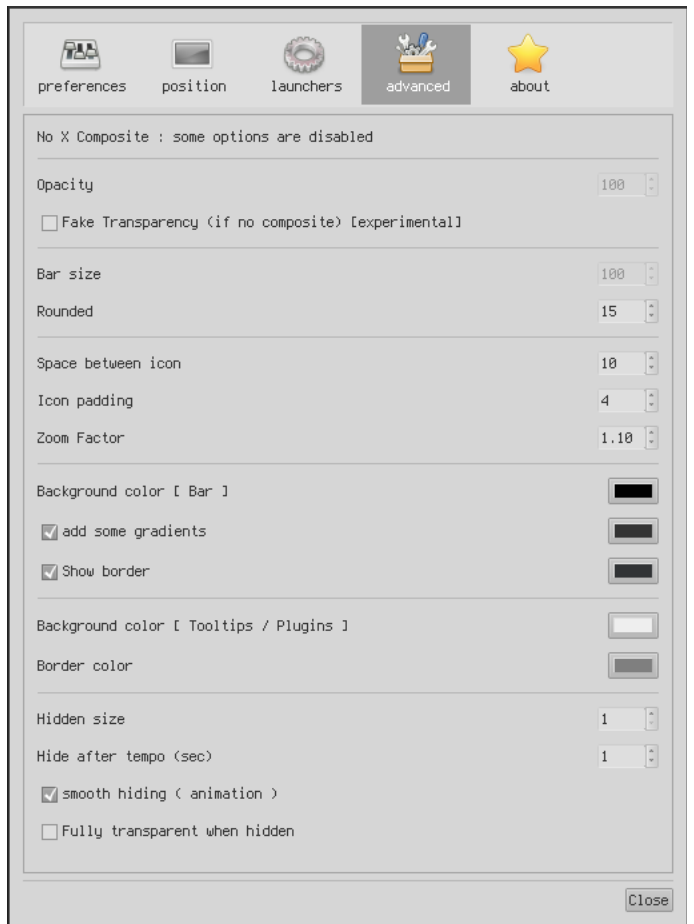 preferences position launchers advanced about
No X Composite : some options are disabled
Opacity 100
Fake Transparency (if no composite) [experimental]
Bar size 100
Rounded 15
Space between icon 10
Icon padding 4
Zoom Factor 1.10
Background color [ Bar ]
add some gradients
Show border
Background color [ Tooltips / Plugins ]
Border color
Hidden size 1
Hide after tempo (sec) 1
smooth hiding ( animation )
Fully transparent when hidden
Close